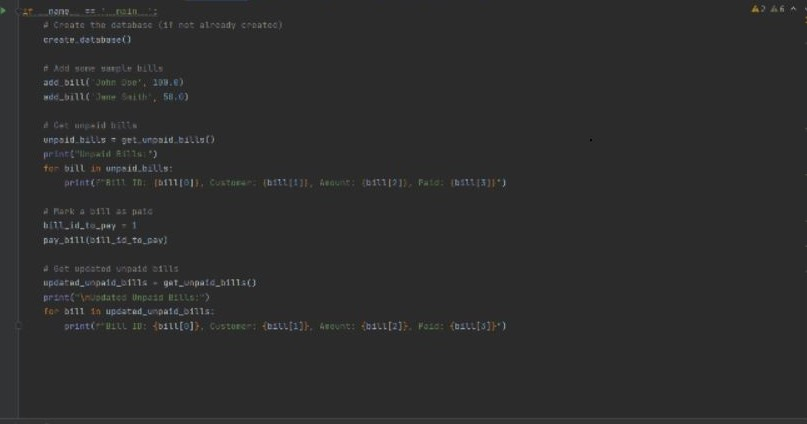 if __name__ == '__main__':
# Create the database (if not already created)
create_database()
# Add some sample bills
add_bill('John Doe', 100.0)
add_bill('Jane Smith', 50.0)
# Get unpaid bills
unpaid_bills = get_unpaid_bills()
print("Unpaid Bills:")
for bill in unpaid_bills:
print(f"Bill ID: {bill[0]}, Customer: {bill[1]}, Amount: {bill[2]}, Paid: {bill[3]}")
# Mark a bill as paid
bill_id_to_pay = 1
pay_bill(bill_id_to_pay)
# Get updated unpaid bills
updated_unpaid_bills = get_unpaid_bills()
print("\nUpdated Unpaid Bills:")
for bill in updated_unpaid_bills:
print(f"Bill ID: {bill[0]}, Customer: {bill[1]}, Amount: {bill[2]}, Paid: {bill[3]}")
2 6